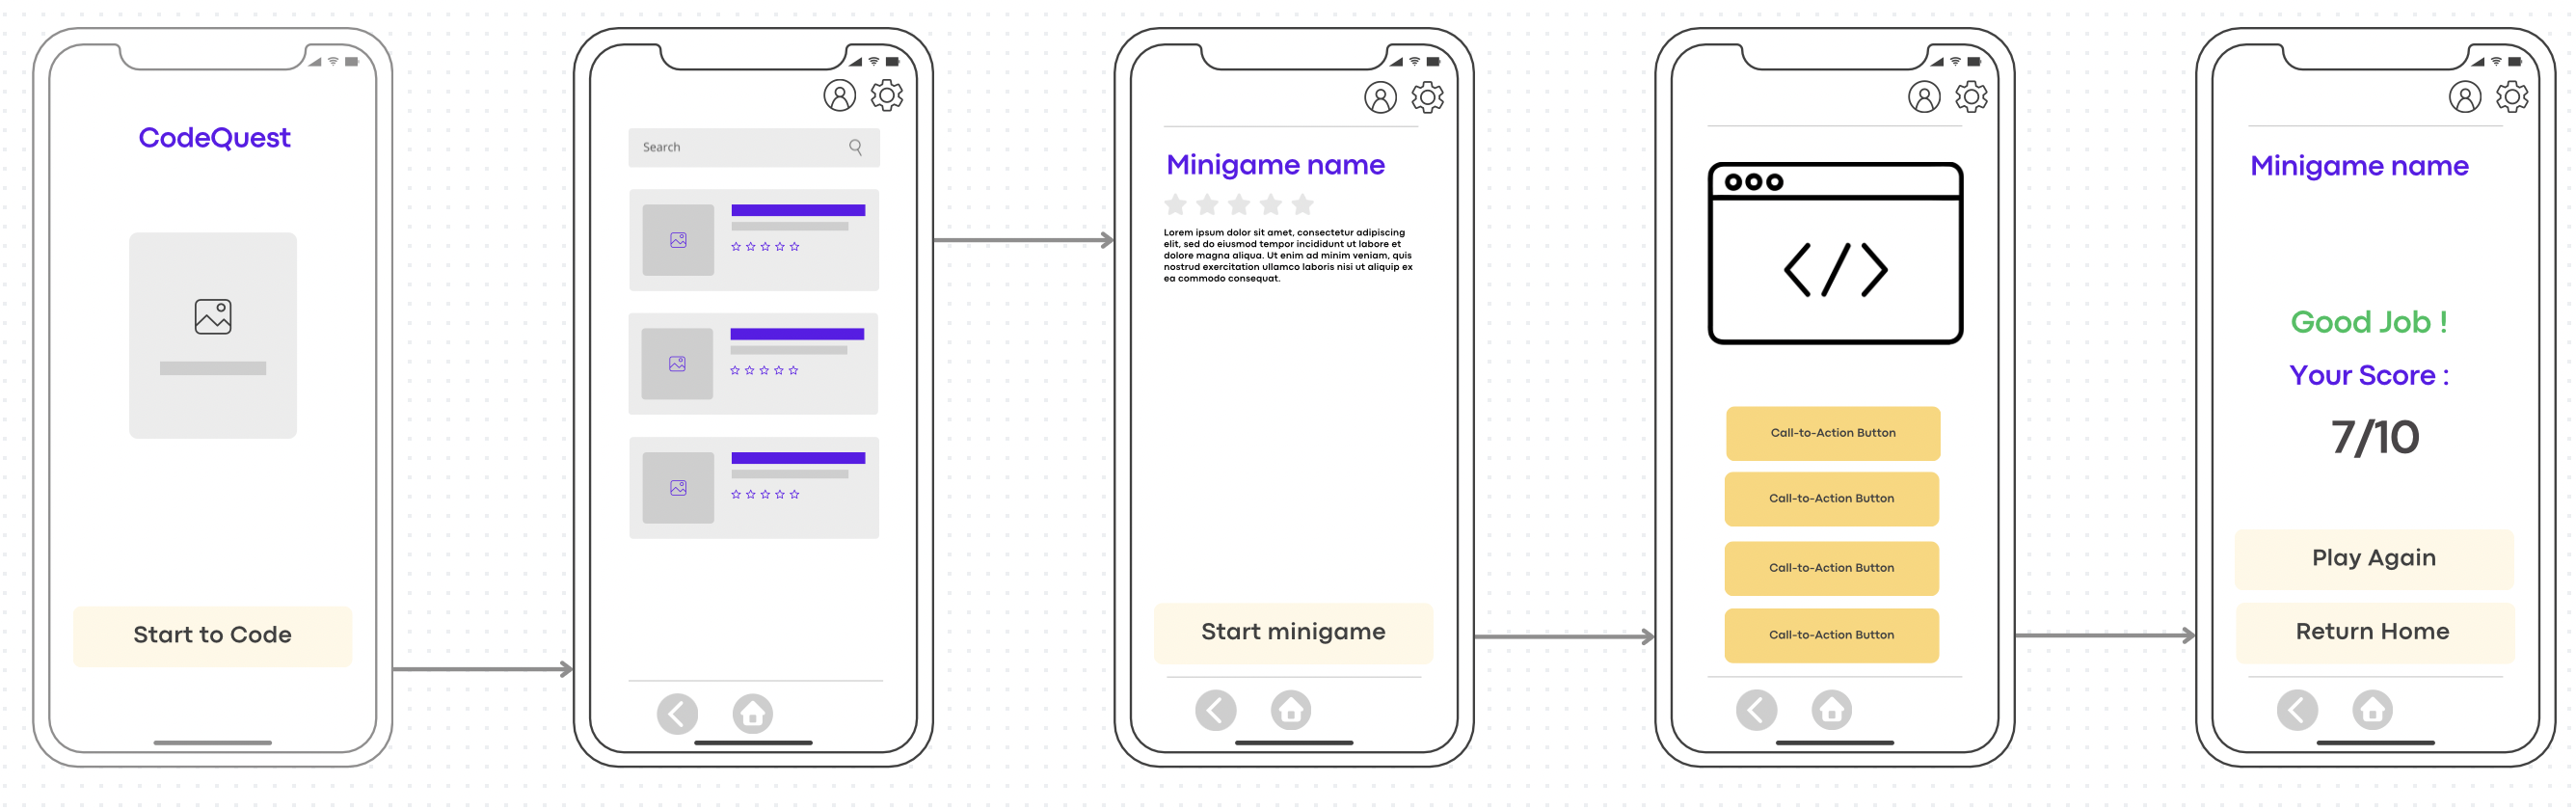 CodeQuest
Start to Code
Search
Minigame name
Lorem ipsum dolor sit amet, consectetur adipiscing
elit, sed do eiusmod tempor incididunt ut labore et
dolore magna aliqua. Ut enim ad minim veniam, quis
nostrud exercitation ullamco laboris nisi ut aliquip ex
ea commodo consequat.
Start minigame
</>
Call-to-Action Button
Call-to-Action Button
Call-to-Action Button
Call-to-Action Button
Minigame name
Good Job !
Your Score :
7/10
Play Again
Return Home